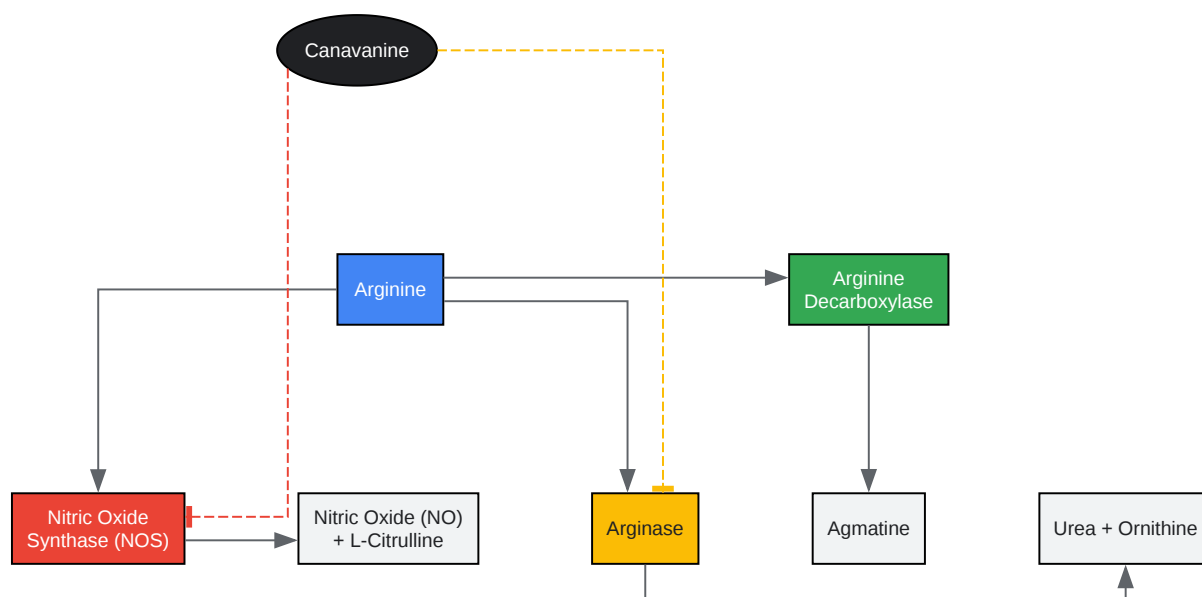 Canavanine
Arginine
Arginine
Decarboxylase
Nitric Oxide
Synthase (NOS)
Nitric Oxide (NO)
+ L-Citrulline
Arginase
Agmatine
Urea + Ornithine